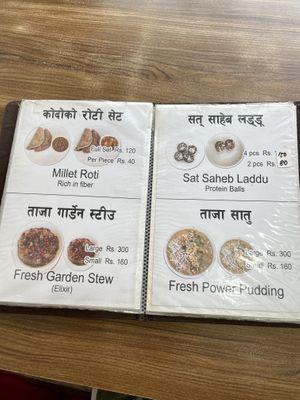 कोदोको रोटी सेट
Full Set Rs. 120
Per Piece Rs. 40
Millet Roti
Rich in fiber
ताजा गार्डेन स्टीउ
Large Rs. 300
Small Rs. 160
Fresh Garden Stew
(Elixir)
सत् साहेब लड्डू
4 pcs Rs. 150
2 pcs Rs. 80
Sat Saheb Laddu
Protein Balls
ताजा सातु
Large Rs. 300
Small Rs. 160
Fresh Power Pudding